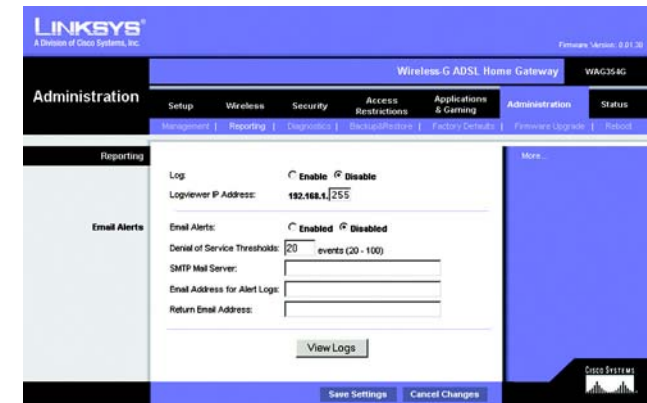 LINKSYS®
A Division of Cisco Systems, Inc.
Firmware Version: 0.01.30
Wireless-G ADSL Home Gateway WAG354G
Administration
Setup Wireless Security Access Restrictions Applications & Gaming Administration Status
Management | Reporting | Diagnostics | Backup&Restore | Factory Defaults | Firmware Upgrade | Reboot
Reporting
More...
Log: Enable Disable
Logviewer IP Address: 192.168.1.255
Email Alerts
Email Alerts: Enabled Disabled
Denial of Service Thresholds: 20 events (20 - 100)
SMTP Mail Server:
Email Address for Alert Logs:
Return Email Address:
View Logs
CISCO SYSTEMS
Save Settings Cancel Changes